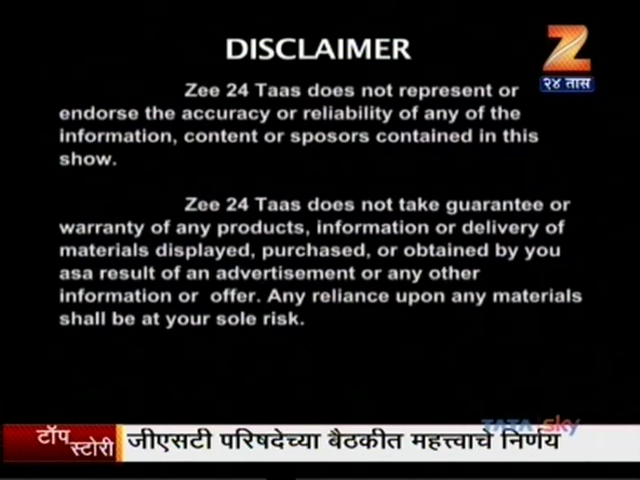 DISCLAIMER
Zee 24 Taas does not represent or
endorse the accuracy or reliability of any of the
information, content or sposors contained in this
show.
Zee 24 Taas does not take guarantee or
warranty of any products, information or delivery of
materials displayed, purchased, or obtained by you
asa result of an advertisement or any other
information or offer. Any reliance upon any materials
shall be at your sole risk.
२४ तास
TATA sky
टॉप
स्टोरी
जीएसटी परिषदेच्या बैठकीत महत्त्वाचे निर्णय